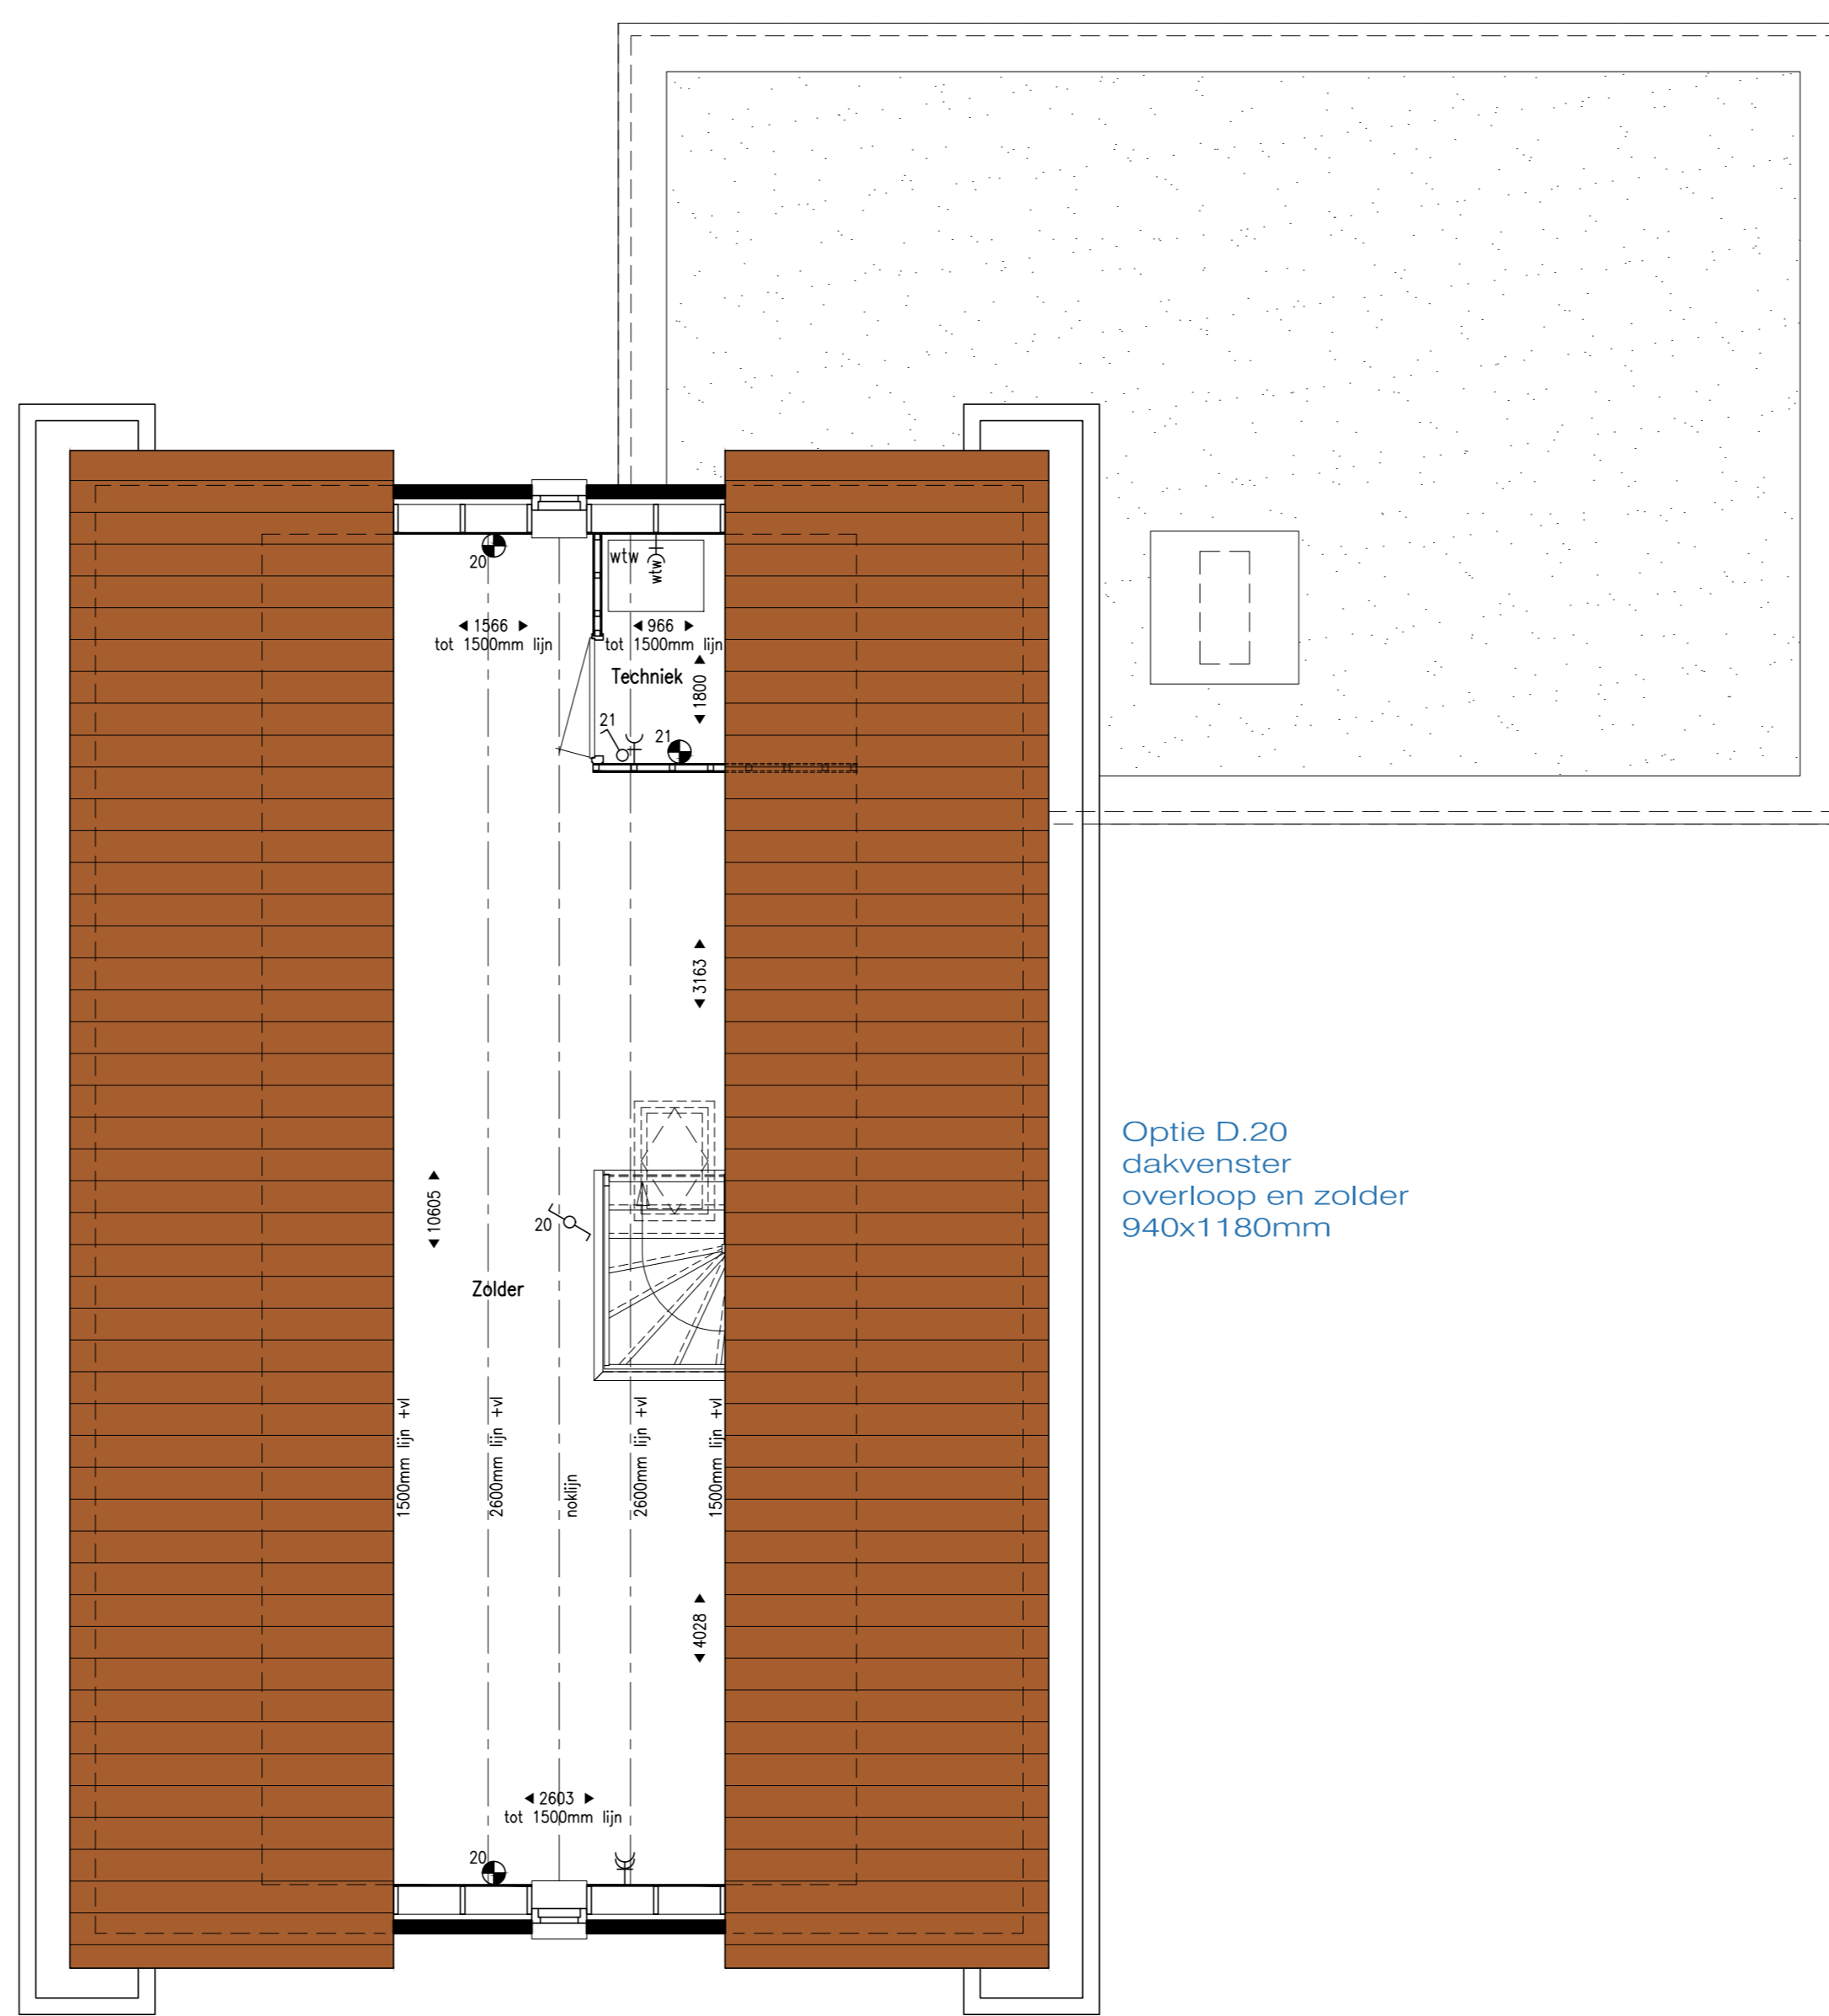 20
wtw
wtw
1566
tot 1500mm lijn
966
tot 1500mm lijn
Techniek
1800
21
21
3163
Optie D.20
dakvenster
overloop en zolder
940x1180mm
10605
20
Zolder
1500mm lijn +vl
2600mm lijn +vl
noklijn
2600mm lijn +vl
1500mm lijn +vl
4028
2603
tot 1500mm lijn
20